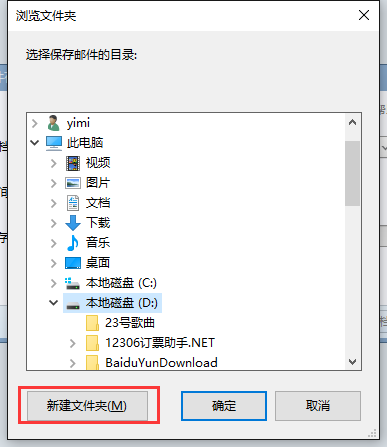 浏览文件夹
选择保存邮件的目录:
yimi
此电脑
视频
图片
文档
下载
音乐
桌面
本地磁盘 (C:)
本地磁盘 (D:)
23号歌曲
12306订票助手.NET
BaiduYunDownload
新建文件夹(M)
确定
取消